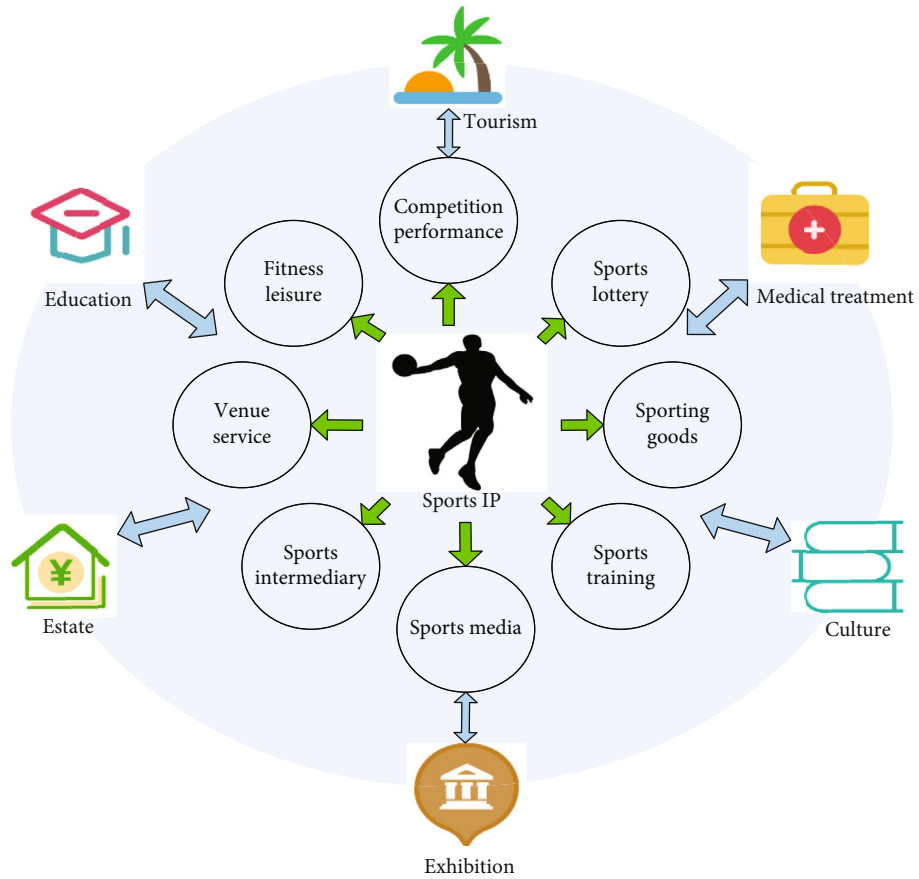 Tourism
Competition
performance
Education
Fitness
leisure
Sports
lottery
Medical treatment
Venue
service
Sporting
goods
Sports IP
Estate
Sports
intermediary
Sports media
Sports
training
Culture
Exhibition
¥